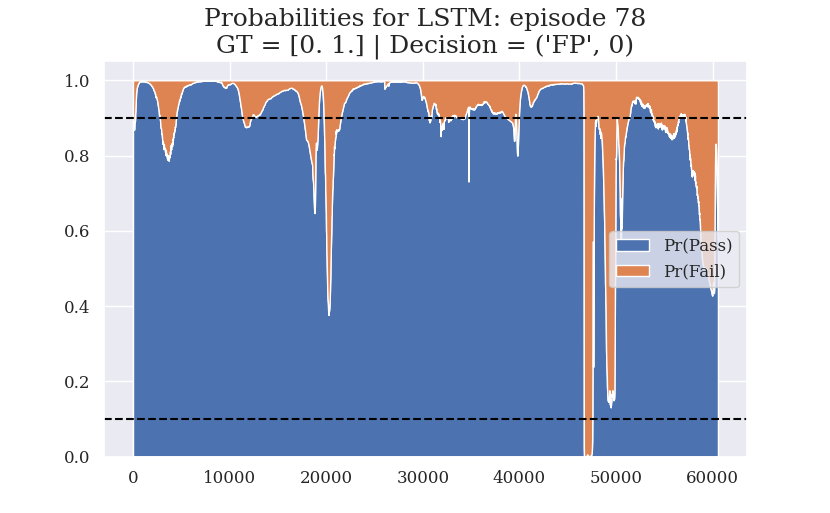 Probabilities for LSTM: episode 78
GT = [0. 1.] | Decision = ('FP', 0)
1.0
0.8
0.6
0.4
0.2
0.0
Pr(Pass)
Pr(Fail)
0 10000 20000 30000 40000 50000 60000